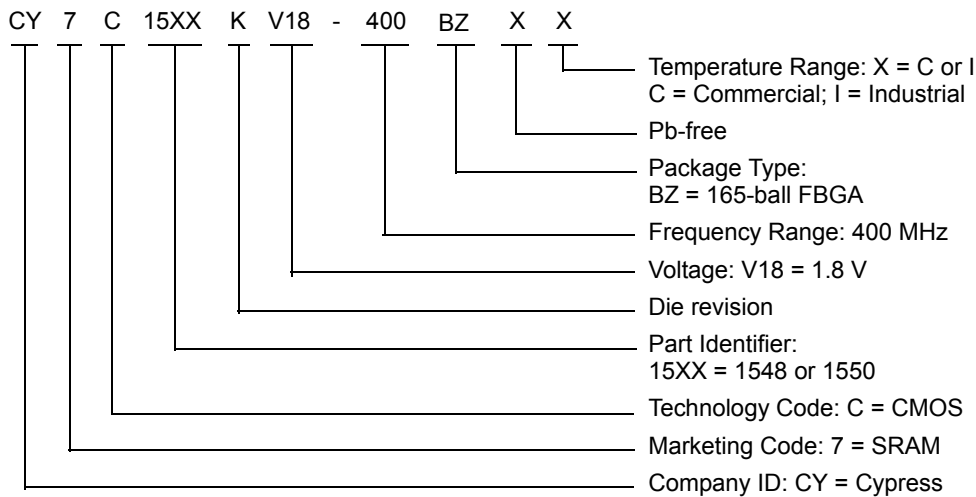 CY 7 C 15XX K V18 - 400 BZ X X
Temperature Range: X = C or I
C = Commercial; I = Industrial
Pb-free
Package Type:
BZ = 165-ball FBGA
Frequency Range: 400 MHz
Voltage: V18 = 1.8 V
Die revision
Part Identifier:
15XX = 1548 or 1550
Technology Code: C = CMOS
Marketing Code: 7 = SRAM
Company ID: CY = Cypress